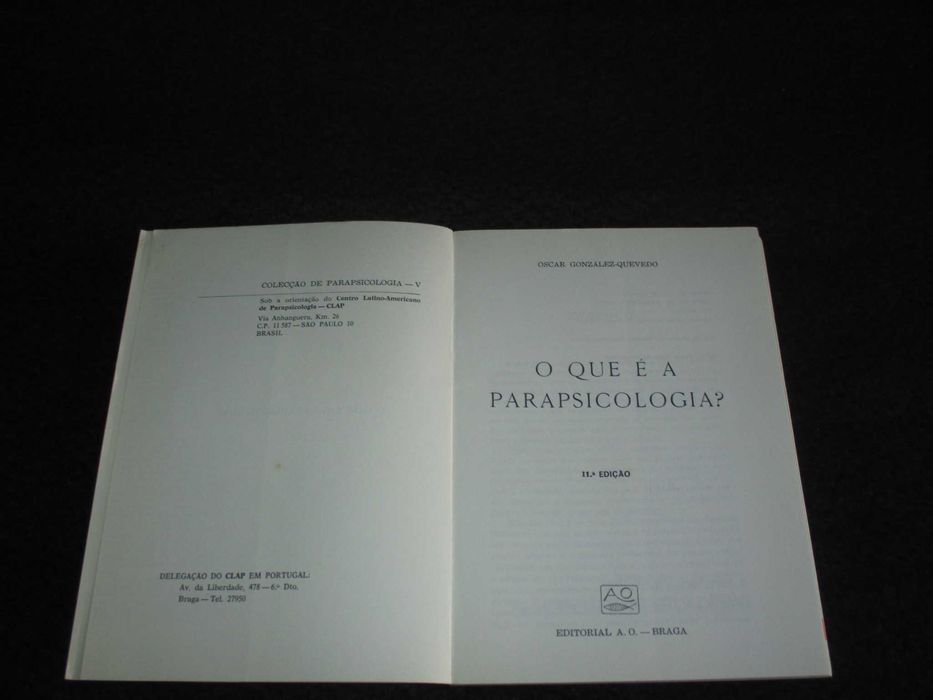 COLECÇÃO DE PARAPSICOLOGIA — V
Sob a orientação do Centro Latino-Americano
de Parapsicologia — CLAP
Via Anhanguera, Km. 26
C.P. 11 587 — SÃO PAULO 10
BRASIL
DELEGAÇÃO DO CLAP EM PORTUGAL:
Av. da Liberdade, 478 — 6.º Dto.
Braga — Tel. 27950
OSCAR GONZALEZ-QUEVEDO
O QUE É A
PARAPSICOLOGIA?
11.ª EDIÇÃO
AO
EDITORIAL A. O. — BRAGA